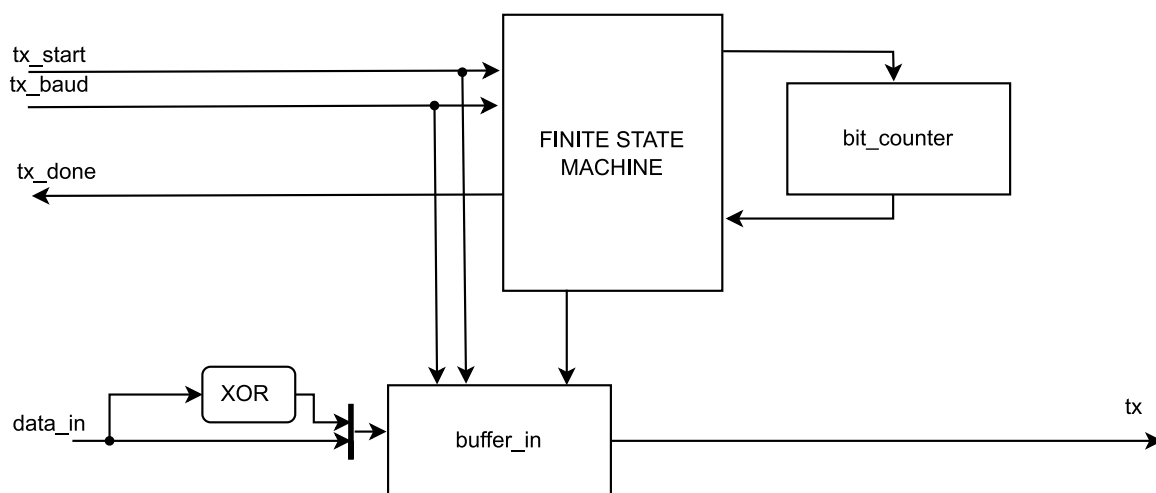 tx_start
tx_baud
tx_done
FINITE STATE
MACHINE
bit_counter
XOR
data_in
buffer_in
tx